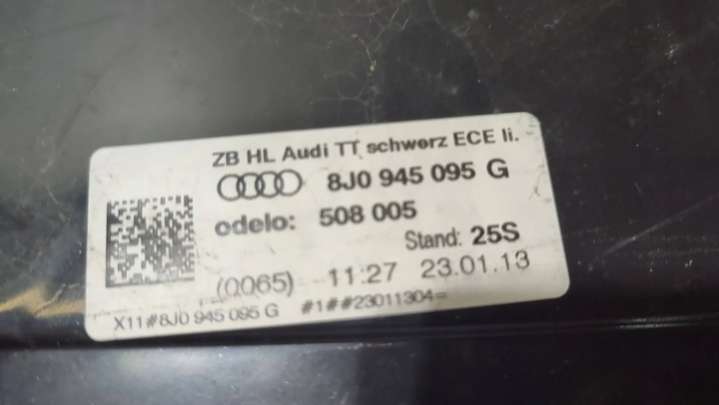 ZB HL Audi TT schwarz ECE li.
8J0 945 095 G
odelo: 508 005
Stand: 25S
(0065) 11:27 23.01.13
X11#8J0 945 095 G #1##23011304=